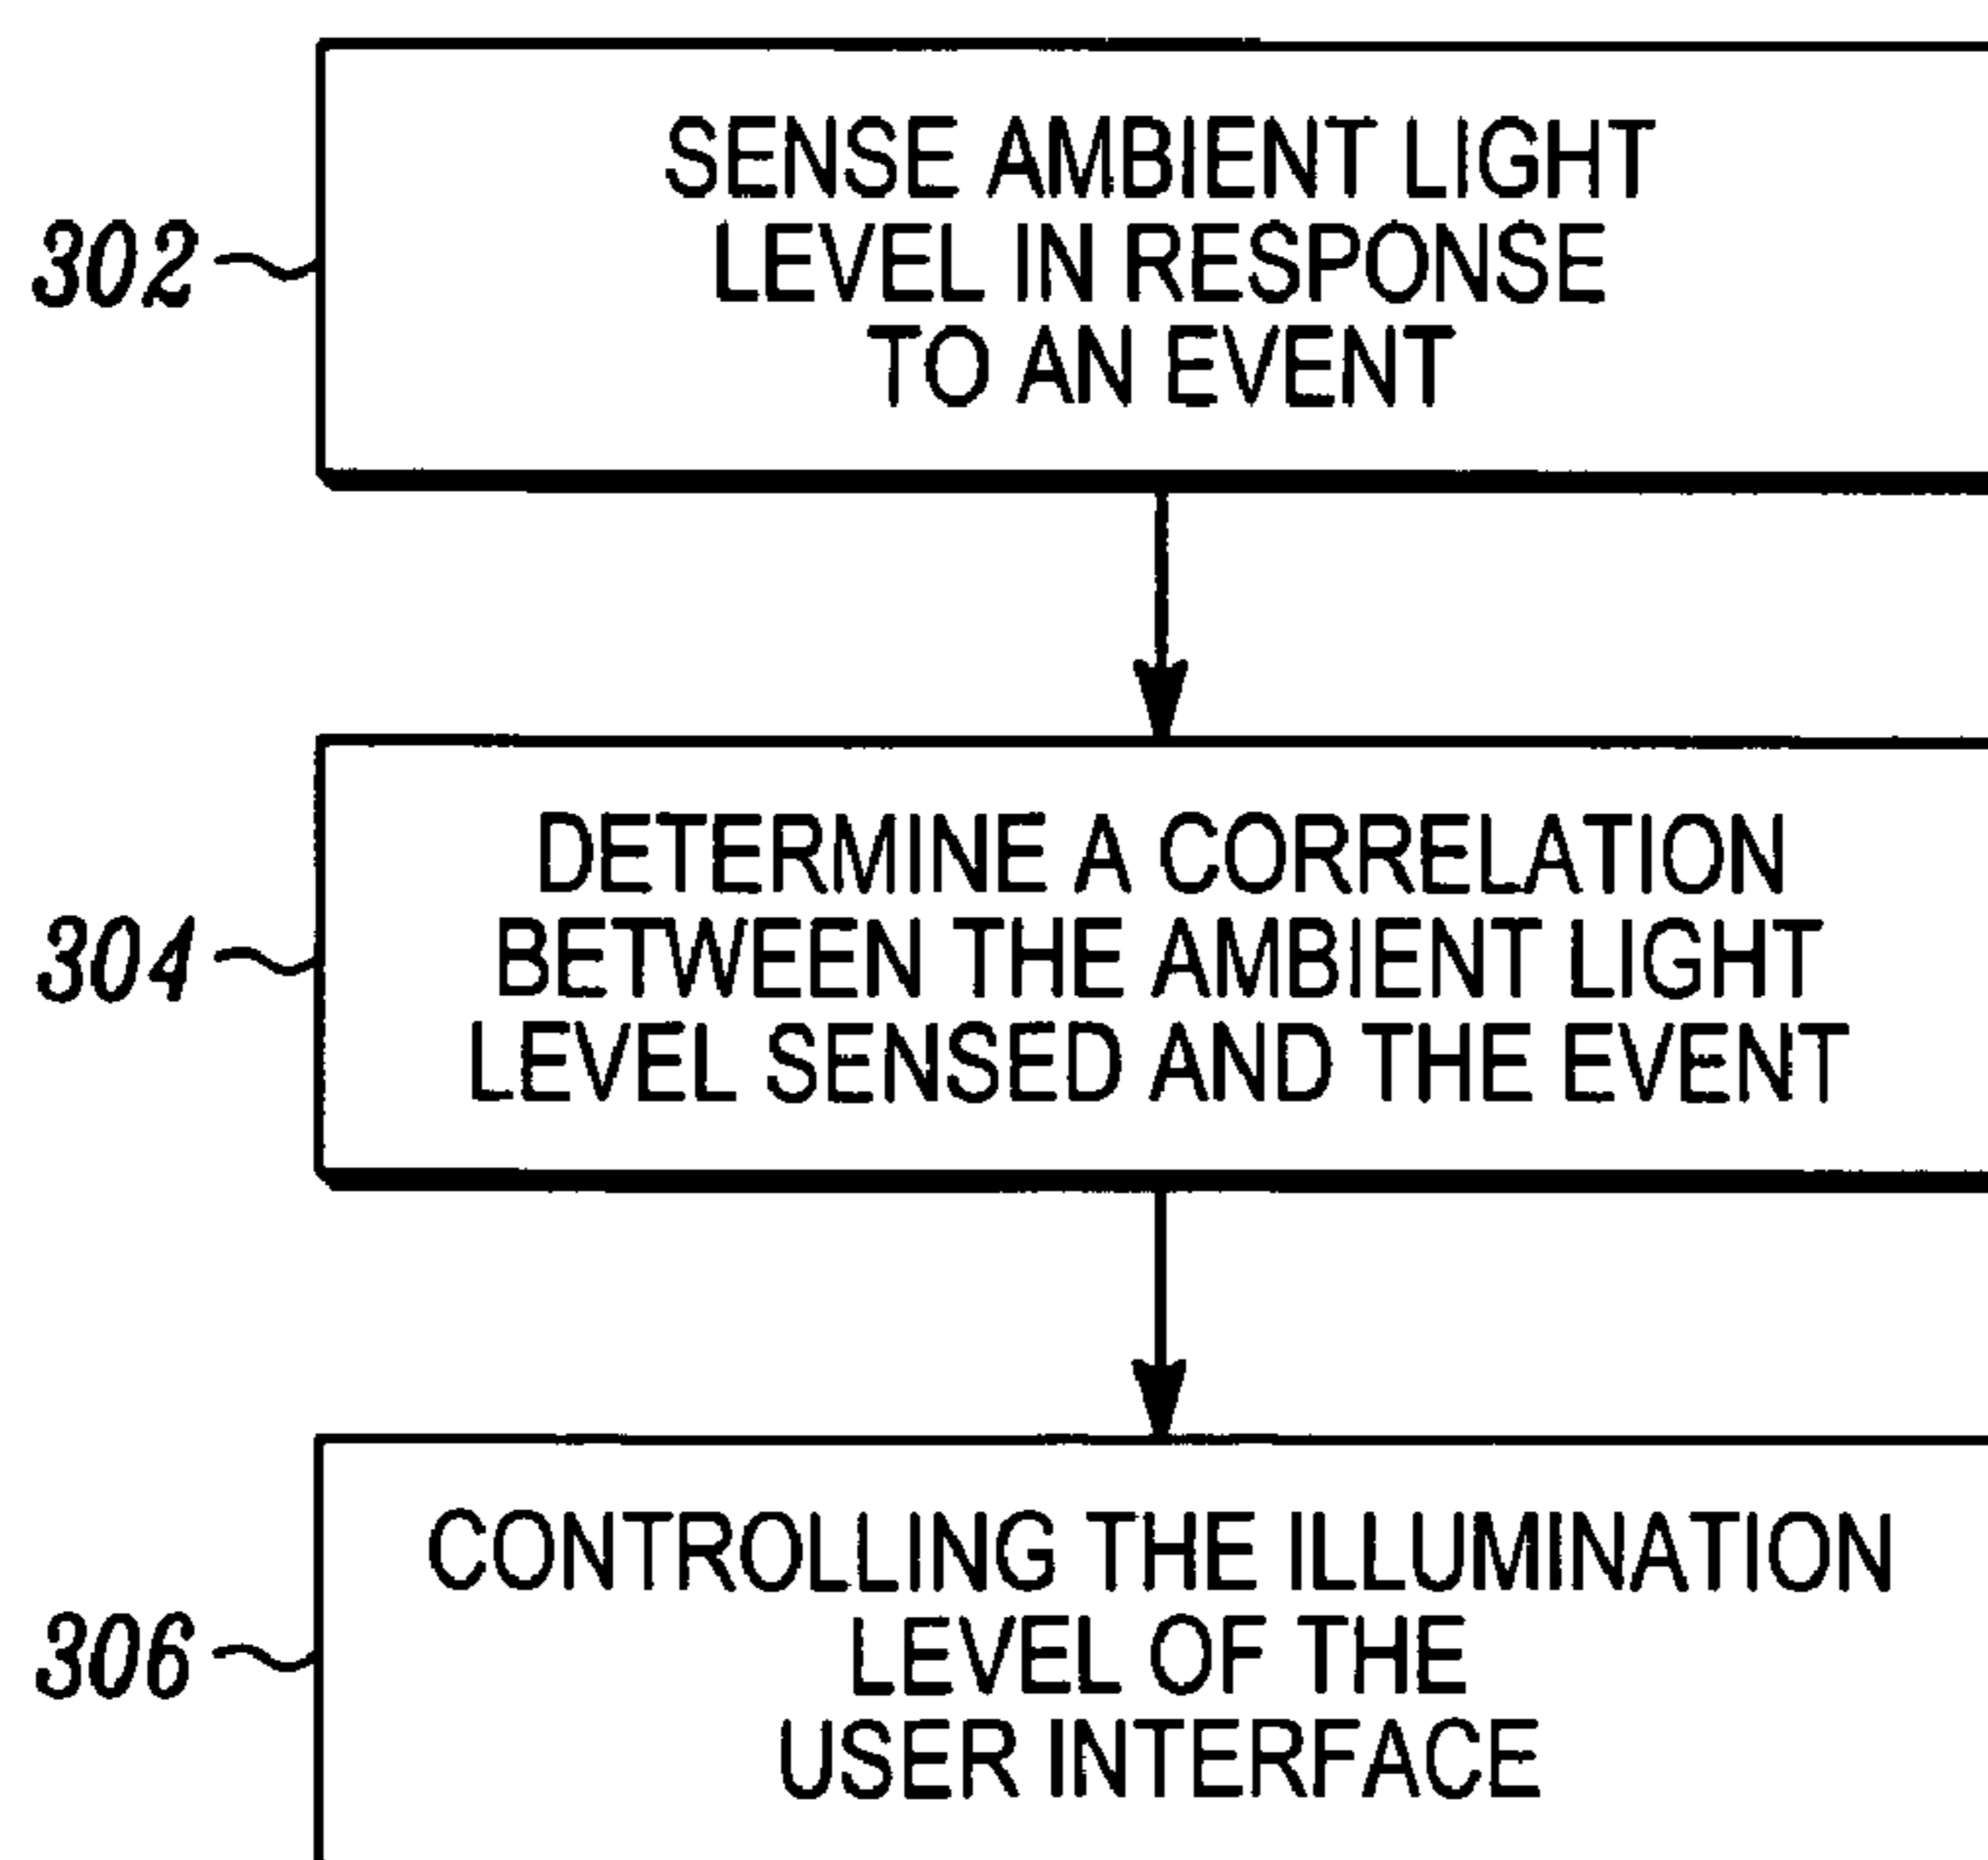 302
SENSE AMBIENT LIGHT
LEVEL IN RESPONSE
TO AN EVENT
304
DETERMINE A CORRELATION
BETWEEN THE AMBIENT LIGHT
LEVEL SENSED AND THE EVENT
306
CONTROLLING THE ILLUMINATION
LEVEL OF THE
USER INTERFACE